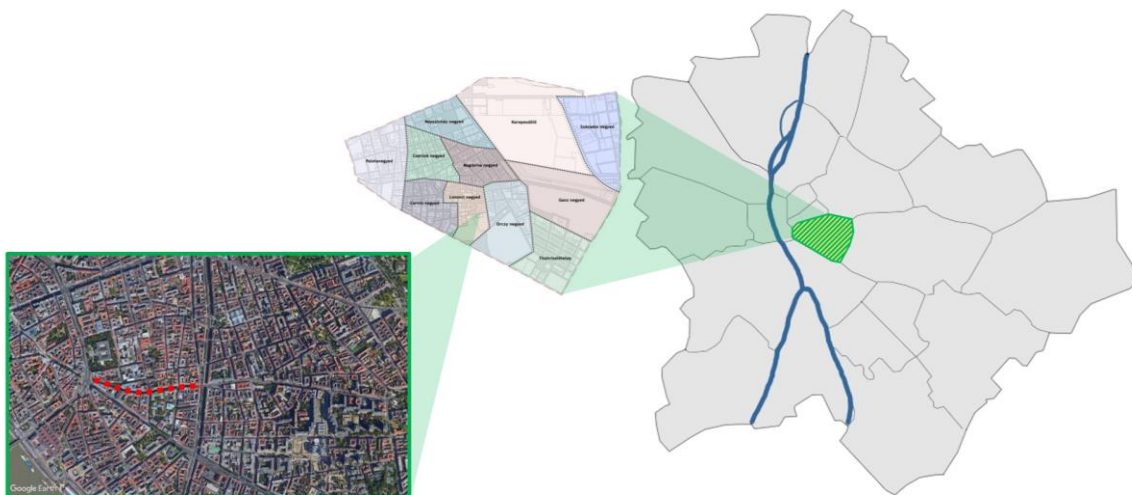 Népszínház negyed
Kerepesdűlő
Százados negyed
Palotanegyed
Csarnok negyed
Magdolna negyed
Losonci negyed
Corvin negyed
Ganz negyed
Orczy negyed
Tisztviselőtelep
Google Earth